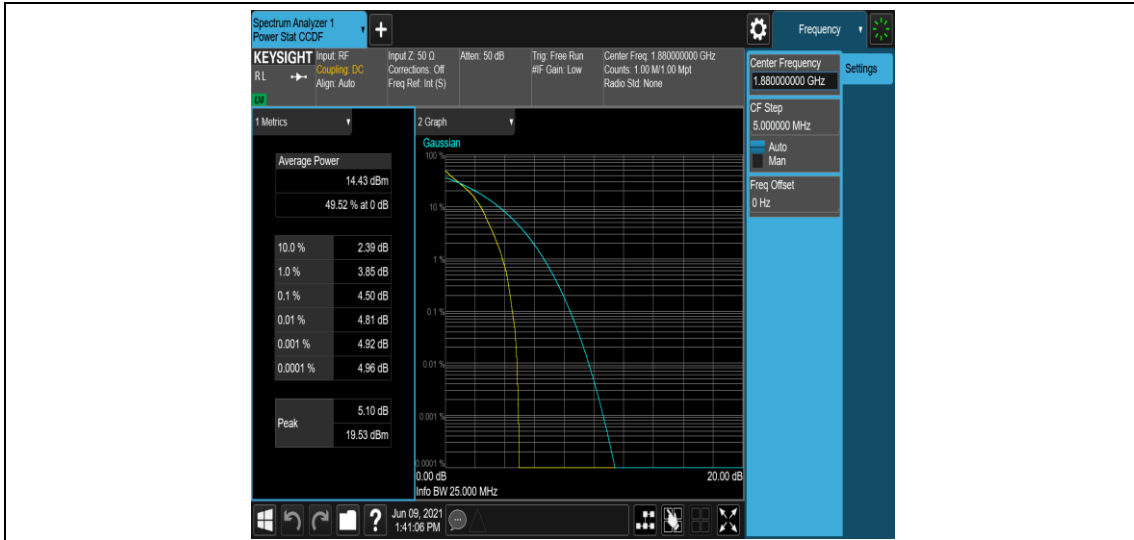 Spectrum Analyzer 1
Power Stat CCDF
Frequency
KEYSIGHT
RL
LXI
Input: RF
Coupling: DC
Align: Auto
Input Z: 50 Ω
Corrections: Off
Freq Ref: Int (S)
Atten: 50 dB
Trig: Free Run
#IF Gain: Low
Center Freq: 1.880000000 GHz
Counts: 1.00 M/1.00 Mpt
Radio Std: None
Center Frequency
1.880000000 GHz
Settings
CF Step
5.000000 MHz
Auto
Man
Freq Offset
0 Hz
1 Metrics
Average Power
14.43 dBm
49.52 % at 0 dB
10.0 % 2.39 dB
1.0 % 3.85 dB
0.1 % 4.50 dB
0.01 % 4.81 dB
0.001 % 4.92 dB
0.0001 % 4.96 dB
Peak
5.10 dB
19.53 dBm
2 Graph
Gaussian
100 %
10 %
1 %
0.1 %
0.01 %
0.001 %
0.0001 %
0.00 dB 20.00 dB
Info BW 25.000 MHz
?
Jun 09, 2021
1:41:06 PM